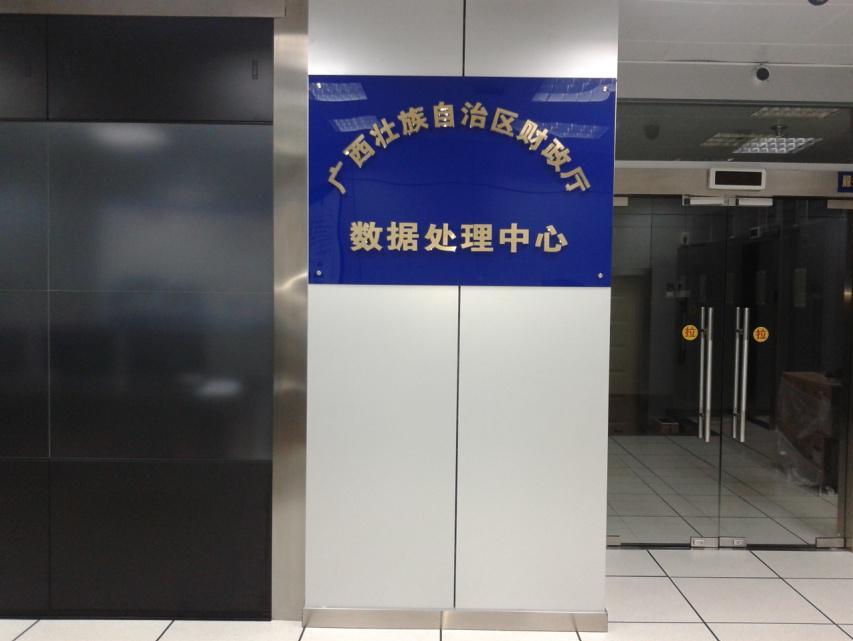 广西壮族自治区财政厅
数据处理中心
拉
拉